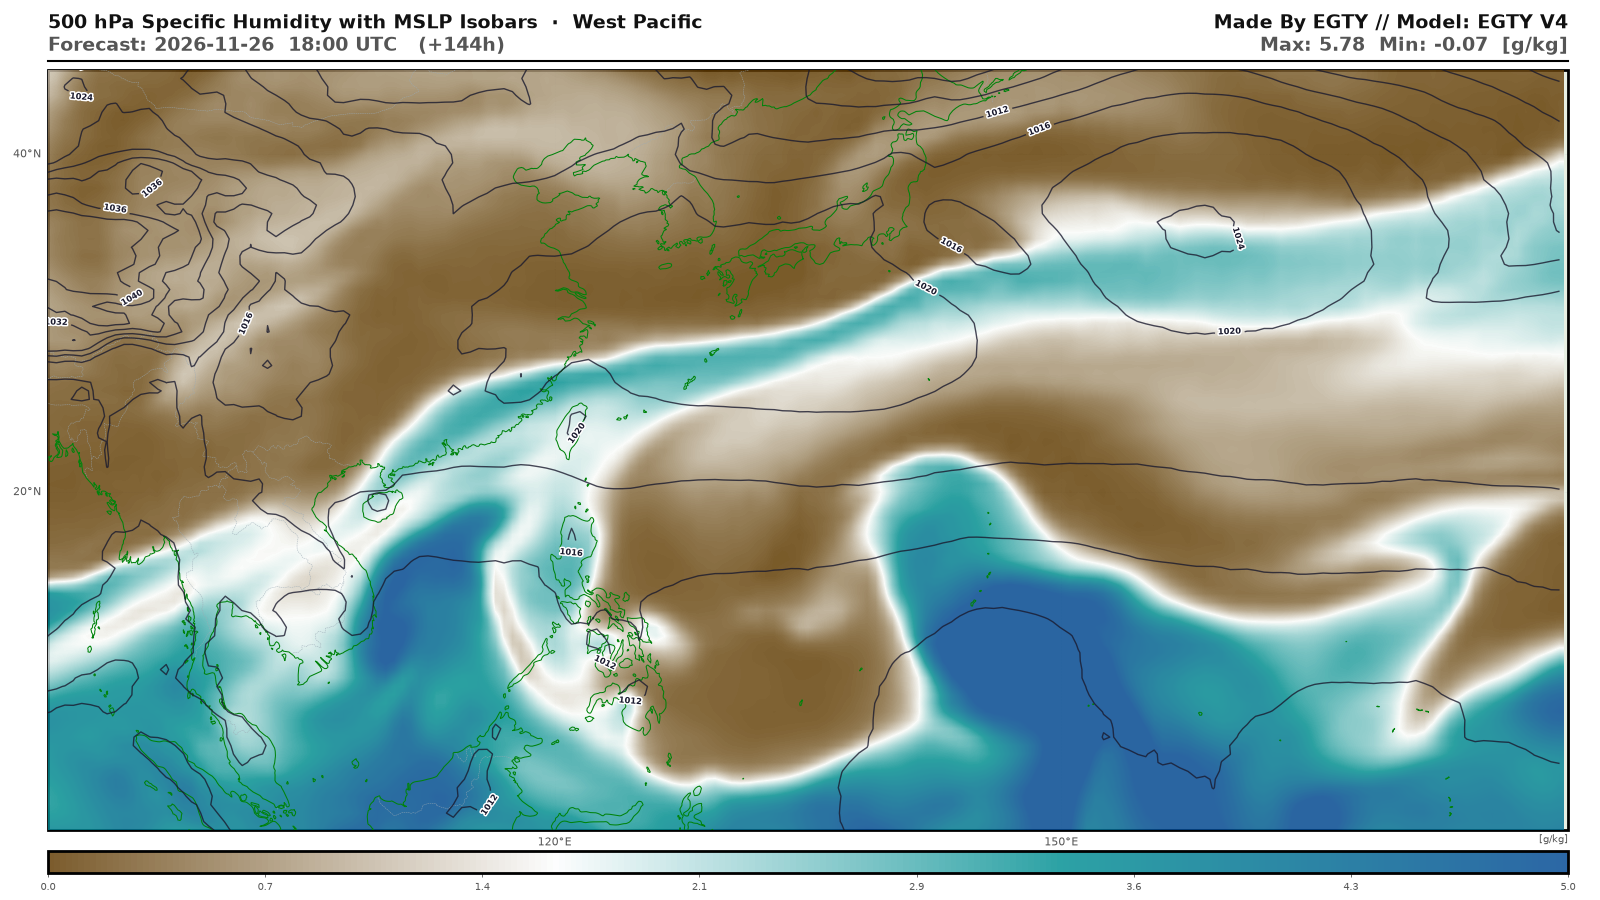 500 hPa Specific Humidity with MSLP Isobars · West Pacific
Made By EGTY // Model: EGTY V4
Forecast: 2026-11-26 18:00 UTC (+144h)
Max: 5.78 Min: -0.07 [g/kg]
1024
1012
1016
40°N
1036
1036
1024
1016
1020
1040
1032
1016
1020
1020
20°N
1016
1012
1012
1012
120°E
150°E
[g/kg]
0.0 0.7 1.4 2.1 2.9 3.6 4.3 5.0